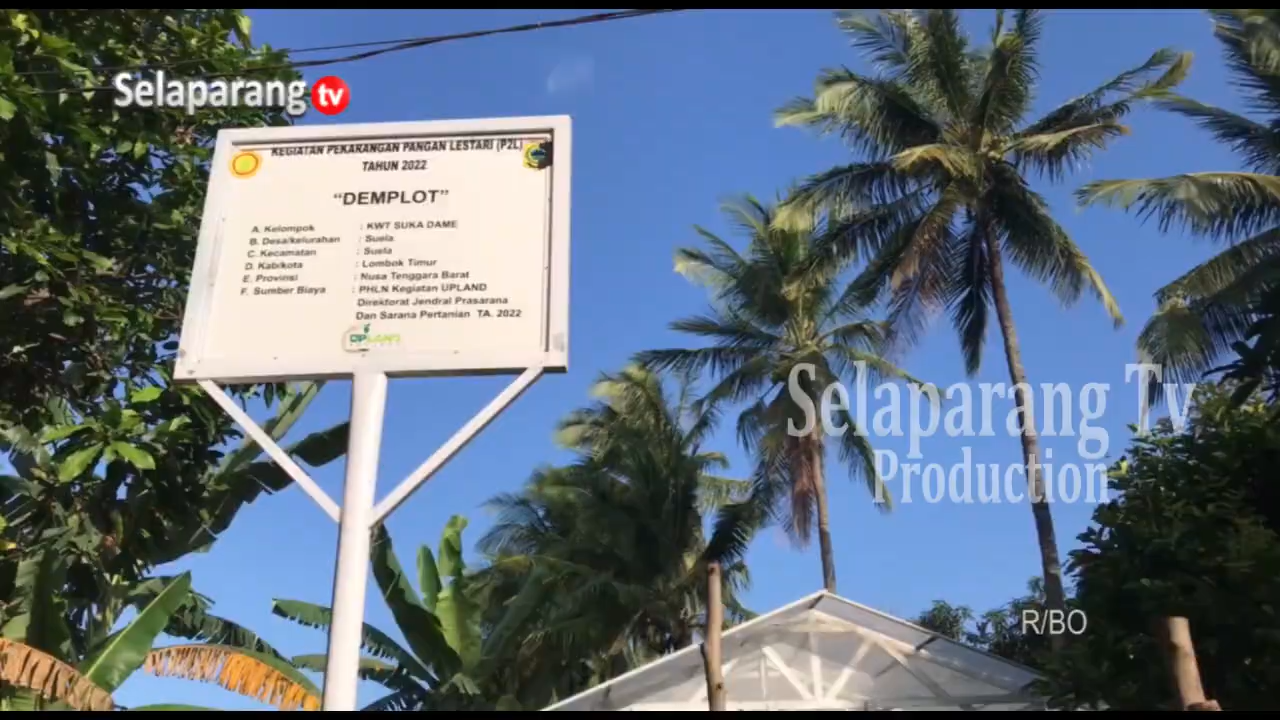 Selaparang tv
KEGIATAN PEKARANGAN PANGAN LESTARI (P2L)
TAHUN 2022
“DEMPLOT”
A. Kelompok : KWT SUKA DAME
B. Desa/kelurahan : Suela
C. Kecamatan : Suela
D. Kab/kota : Lombok Timur
E. Provinsi : Nusa Tenggara Barat
F. Sumber Biaya : PHLN Kegiatan UPLAND
Direktorat Jendral Prasarana
Dan Sarana Pertanian TA. 2022
UPLAND
Selaparang Tv
Production
R/BO